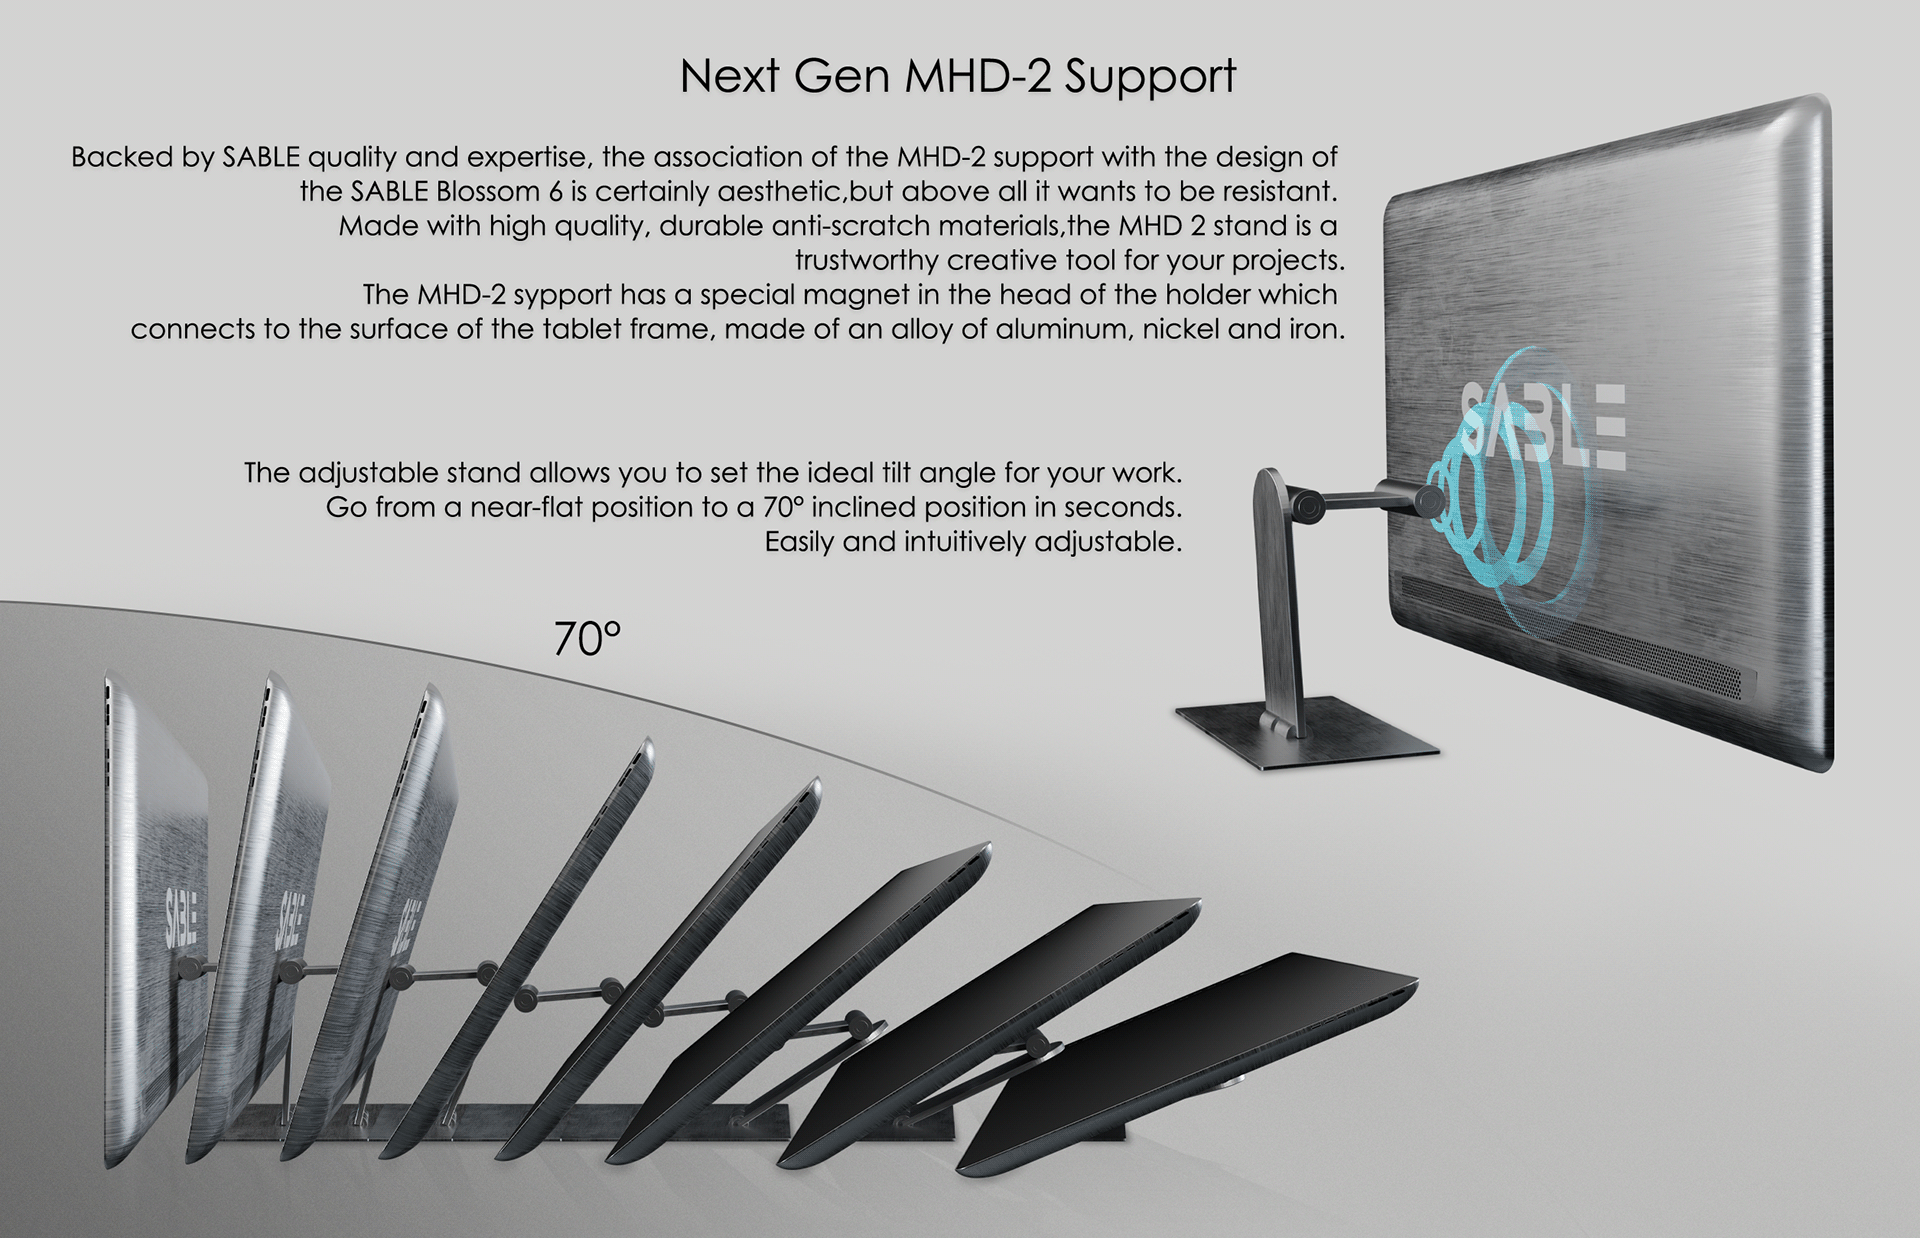 Next Gen MHD-2 Support
Backed by SABLE quality and expertise, the association of the MHD-2 support with the design of
the SABLE Blossom 6 is certainly aesthetic,but above all it wants to be resistant.
Made with high quality, durable anti-scratch materials,the MHD 2 stand is a
trustworthy creative tool for your projects.
The MHD-2 sypport has a special magnet in the head of the holder which
connects to the surface of the tablet frame, made of an alloy of aluminum, nickel and iron.
SABLE
The adjustable stand allows you to set the ideal tilt angle for your work.
Go from a near-flat position to a 70° inclined position in seconds.
Easily and intuitively adjustable.
70°
SABLE
SABLE
SABLE